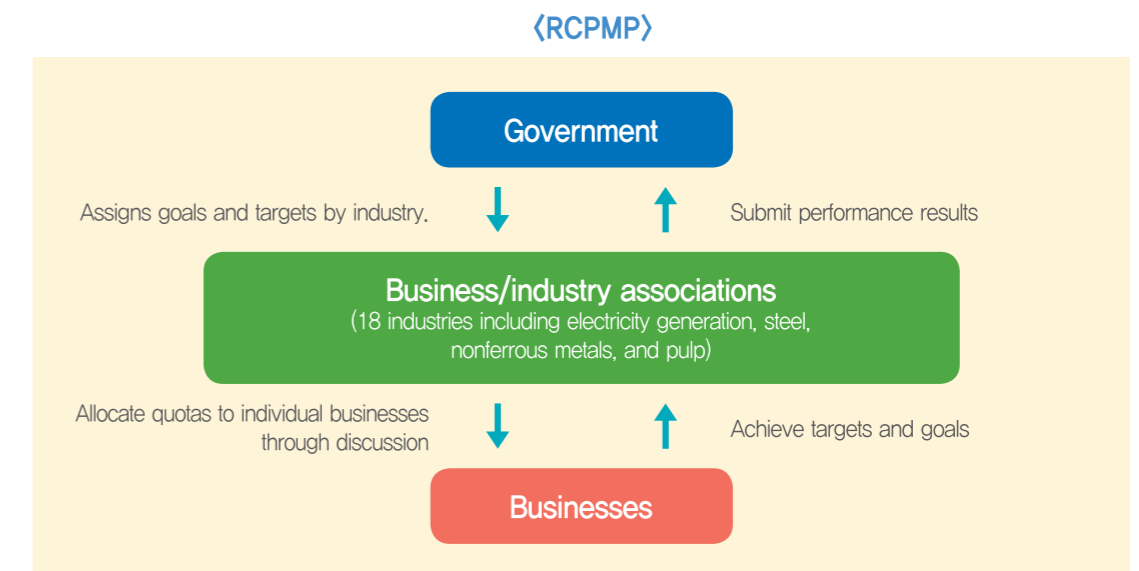 〈RCPMP〉
Government
Assigns goals and targets by industry.
Submit performance results
Business/industry associations
(18 industries including electricity generation, steel,
nonferrous metals, and pulp)
Allocate quotas to individual businesses
through discussion
Achieve targets and goals
Businesses